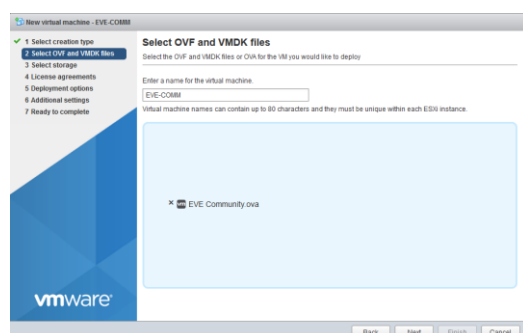 New virtual machine - EVE-COMM
1 Select creation type
2 Select OVF and VMDK files
3 Select storage
4 License agreements
5 Deployment options
6 Additional settings
7 Ready to complete
Select OVF and VMDK files
Select the OVF and VMDK files or OVA for the VM you would like to deploy
Enter a name for the virtual machine.
EVE-COMM
Virtual machine names can contain up to 80 characters and they must be unique within each ESXi instance.
× EVE Community.ova
vmware
Back Next Finish Cancel